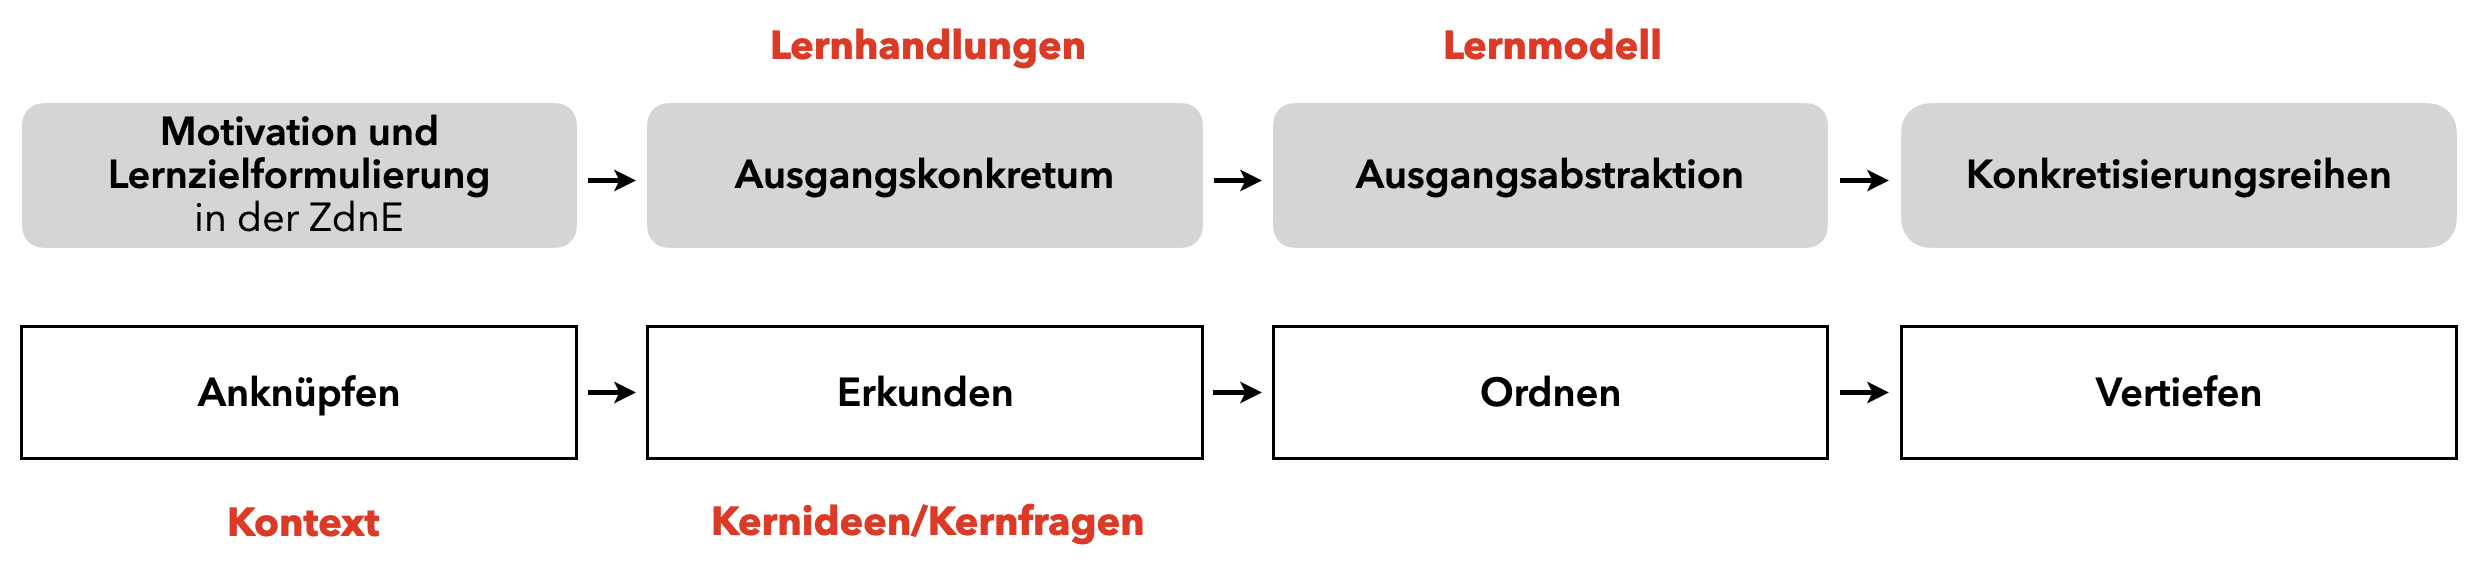 Lernhandlungen
Lernmodell
Motivation und
Lernzielformulierung
in der ZdnE
Ausgangskonkretum
Ausgangsabstraktion
Konkretisierungsreihen
Anknüpfen
Erkunden
Ordnen
Vertiefen
Kontext
Kernideen/Kernfragen